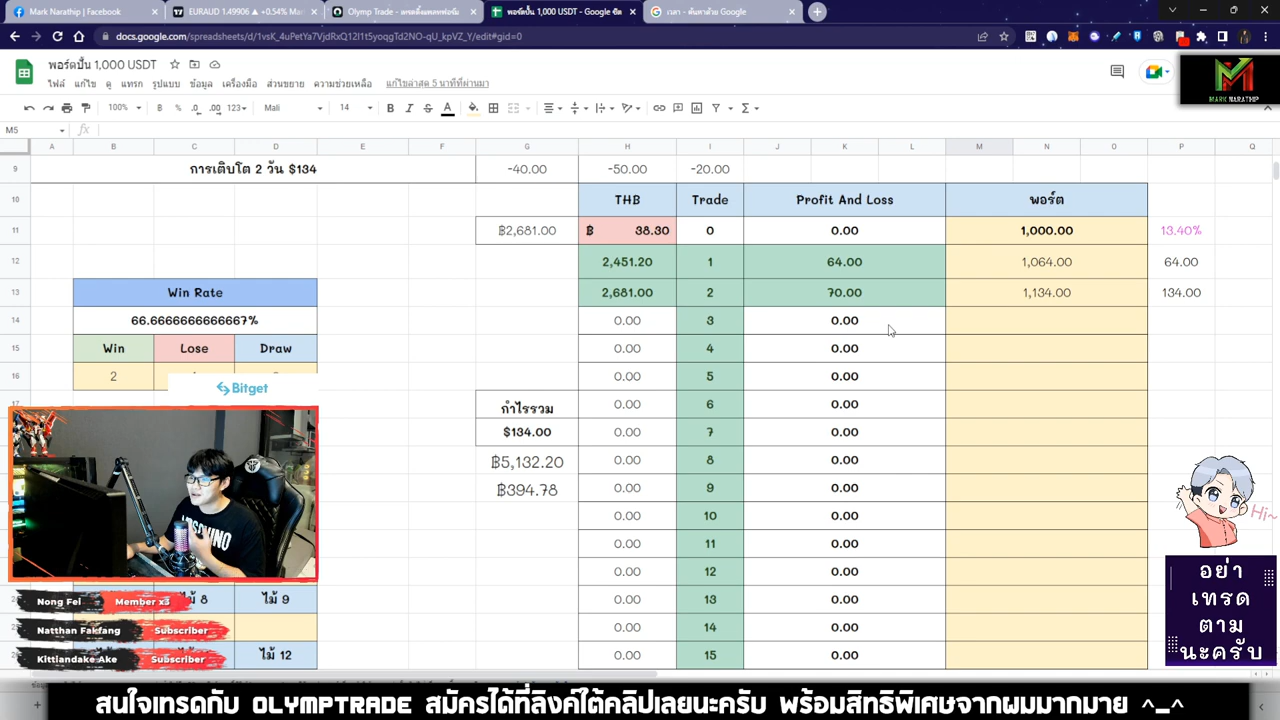 Mark Narathip | Facebook
EURAUD 1.49906 ▲ +0.54% Ma
Olymp Trade - เทรดดิ้งแพลทฟอร์ม
พอร์ตปั้น 1,000 USDT - Google ชีต
เวลา - ค้นหาด้วย Google
พอร์ตปั้น 1,000 USDT
ไฟล์ แก้ไข ดู แทรก รูปแบบ ข้อมูล เครื่องมือ ส่วนขยาย ความช่วยเหลือ แก้ไขล่าสุด 5 นาทีที่ผ่านมา
MARK NARATHIP
100% ฿ % .0 .00 123 Mali 14
M5
A B C D E F G H I J K L M N O P Q
9 การเติบโต 2 วัน $134 -40.00 -50.00 -20.00
10 THB Trade Profit And Loss พอร์ต
11 ฿2,681.00 ฿ 38.30 0 0.00 1,000.00 13.40%
12 2,451.20 1 64.00 1,064.00 64.00
13 Win Rate 2,681.00 2 70.00 1,134.00 134.00
14 66.6666666666667% 0.00 3 0.00
15 Win Lose Draw 0.00 4 0.00
16 2 0.00 5 0.00
Bitget
กำไรรวม 0.00 6 0.00
$134.00 0.00 7 0.00
฿5,132.20 0.00 8 0.00
฿394.78 0.00 9 0.00
0.00 10 0.00
0.00 11 0.00
0.00 12 0.00
ไม้ 8 ไม้ 9 0.00 13 0.00
0.00 14 0.00
ไม้ 12 0.00 15 0.00
Nong Fei Member x3
Natthan Fakfang Subscriber
Kittiandake Ake Subscriber
Hi~
อย่า
เทรด
ตาม
นะครับ
สนใจเทรดกับ OLYMPTRADE สมัครได้ที่ลิงค์ใต้คลิปเลยนะครับ พร้อมสิทธิพิเศษจากผมมากมาย ^_^